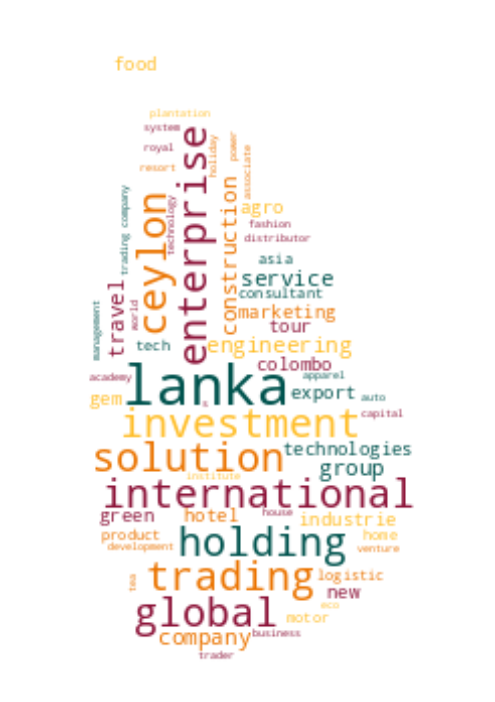 food
plantation
system
enterprise
royal
holiday
power
associate
resort
trading company
ceylon
technology
construction
agro
fashion
distributor
asia
service
consultant
management
travel
world
marketing
tour
tech
engineering
colombo
academy
lanka
apparel
export
auto
gem
s
capital
investment
solution
technologies
group
institute
international
green
hotel
house
industrie
product
development
holding
home
venture
tea
trading
logistic
new
global
eco
motor
company
business
trader